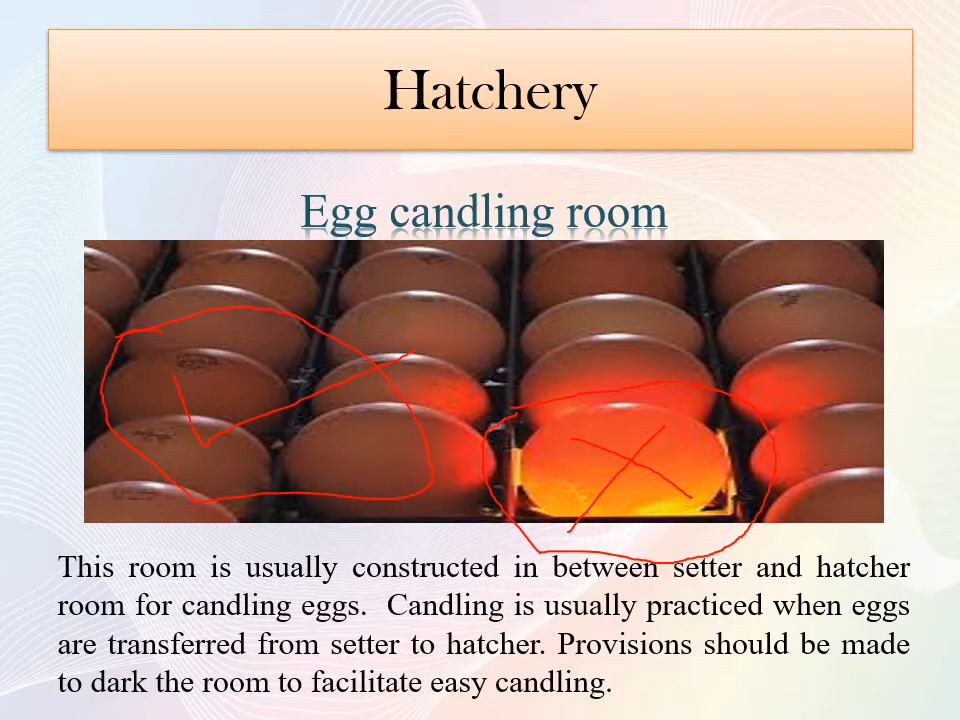 Hatchery
Egg candling room
This room is usually constructed in between setter and hatcher
room for candling eggs.  Candling is usually practiced when eggs
are transferred from setter to hatcher. Provisions should be made
to dark the room to facilitate easy candling.